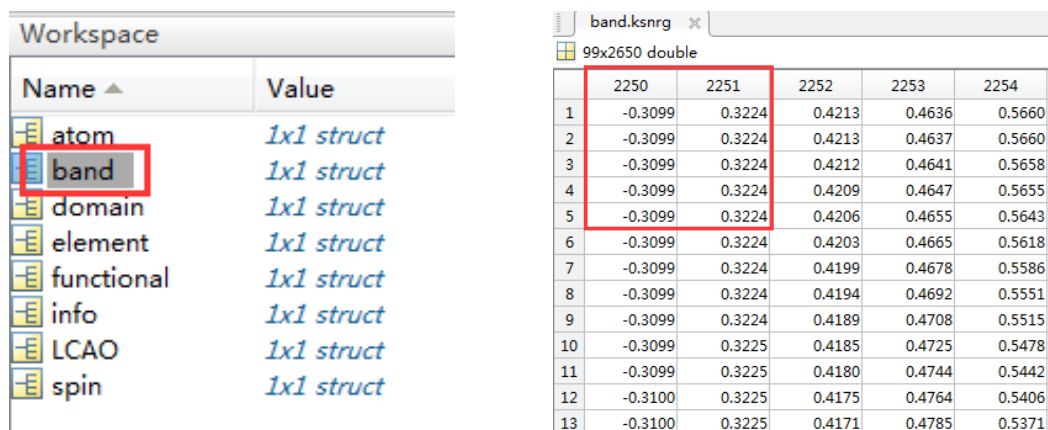 Workspace
Name Value
atom 1x1 struct
band 1x1 struct
domain 1x1 struct
element 1x1 struct
functional 1x1 struct
info 1x1 struct
LCAO 1x1 struct
spin 1x1 struct
band.ksnrg
99x2650 double
2250 2251 2252 2253 2254
1 -0.3099 0.3224 0.4213 0.4636 0.5660
2 -0.3099 0.3224 0.4213 0.4637 0.5660
3 -0.3099 0.3224 0.4212 0.4641 0.5658
4 -0.3099 0.3224 0.4209 0.4647 0.5655
5 -0.3099 0.3224 0.4206 0.4655 0.5643
6 -0.3099 0.3224 0.4203 0.4665 0.5618
7 -0.3099 0.3224 0.4199 0.4678 0.5586
8 -0.3099 0.3224 0.4194 0.4692 0.5551
9 -0.3099 0.3224 0.4189 0.4708 0.5515
10 -0.3099 0.3225 0.4185 0.4725 0.5478
11 -0.3099 0.3225 0.4180 0.4744 0.5442
12 -0.3100 0.3225 0.4175 0.4764 0.5406
13 -0.3100 0.3225 0.4171 0.4785 0.5371